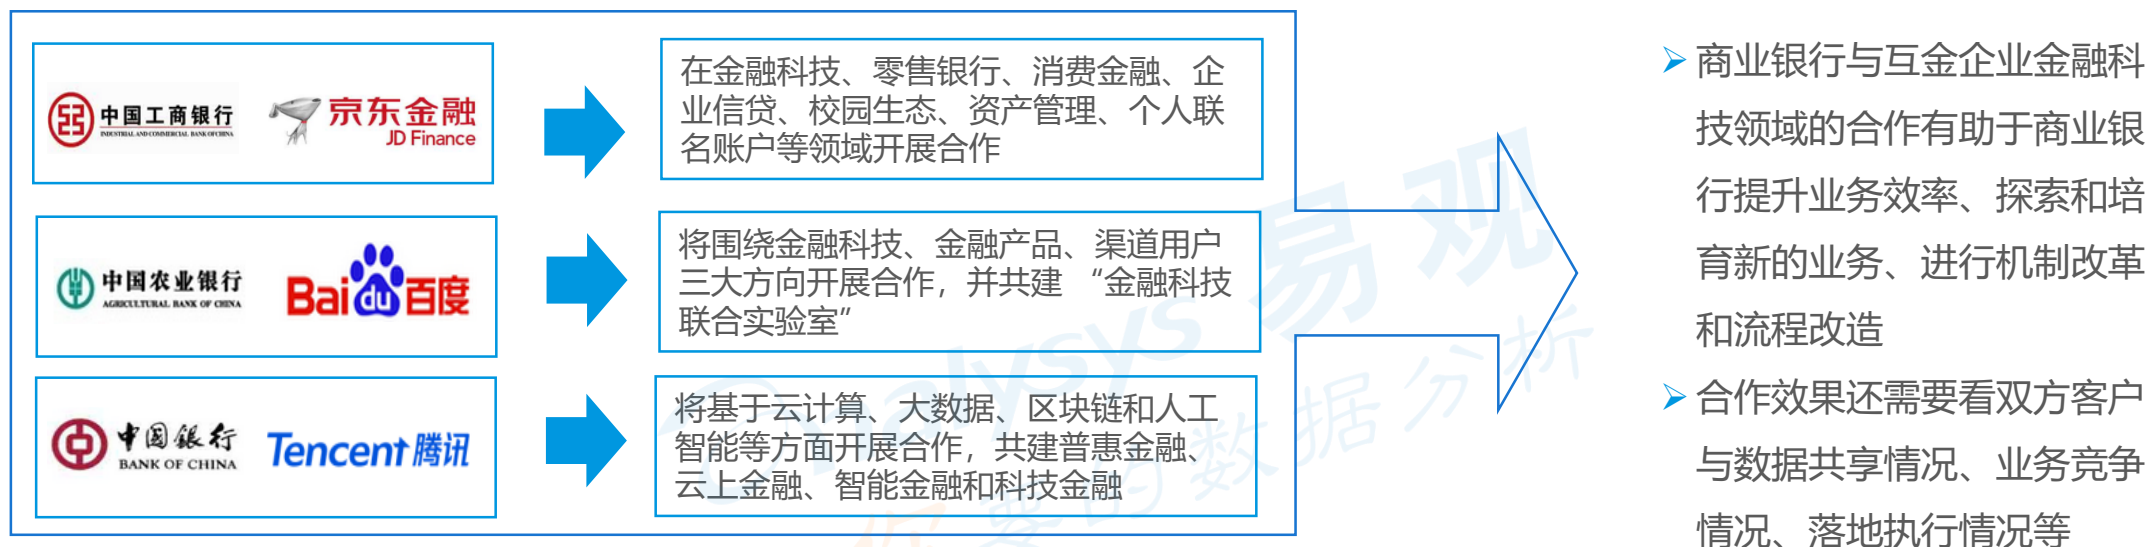 中国工商银行
INDUSTRIAL AND COMMERCIAL BANK OF CHINA
京东金融
JD Finance
在金融科技、零售银行、消费金融、企
业信贷、校园生态、资产管理、个人联
名账户等领域开展合作
中国农业银行
AGRICULTURAL BANK OF CHINA
Bai du 百度
将围绕金融科技、金融产品、渠道用户
三大方向开展合作，并共建 “金融科技
联合实验室”
中国银行
BANK OF CHINA
Tencent 腾讯
将基于云计算、大数据、区块链和人工
智能等方面开展合作，共建普惠金融、
云上金融、智能金融和科技金融
商业银行与互金企业金融科
技领域的合作有助于商业银
行提升业务效率、探索和培
育新的业务、进行机制改革
和流程改造
合作效果还需要看双方客户
与数据共享情况、业务竞争
情况、落地执行情况等
analysys 易观
你要的数据分析